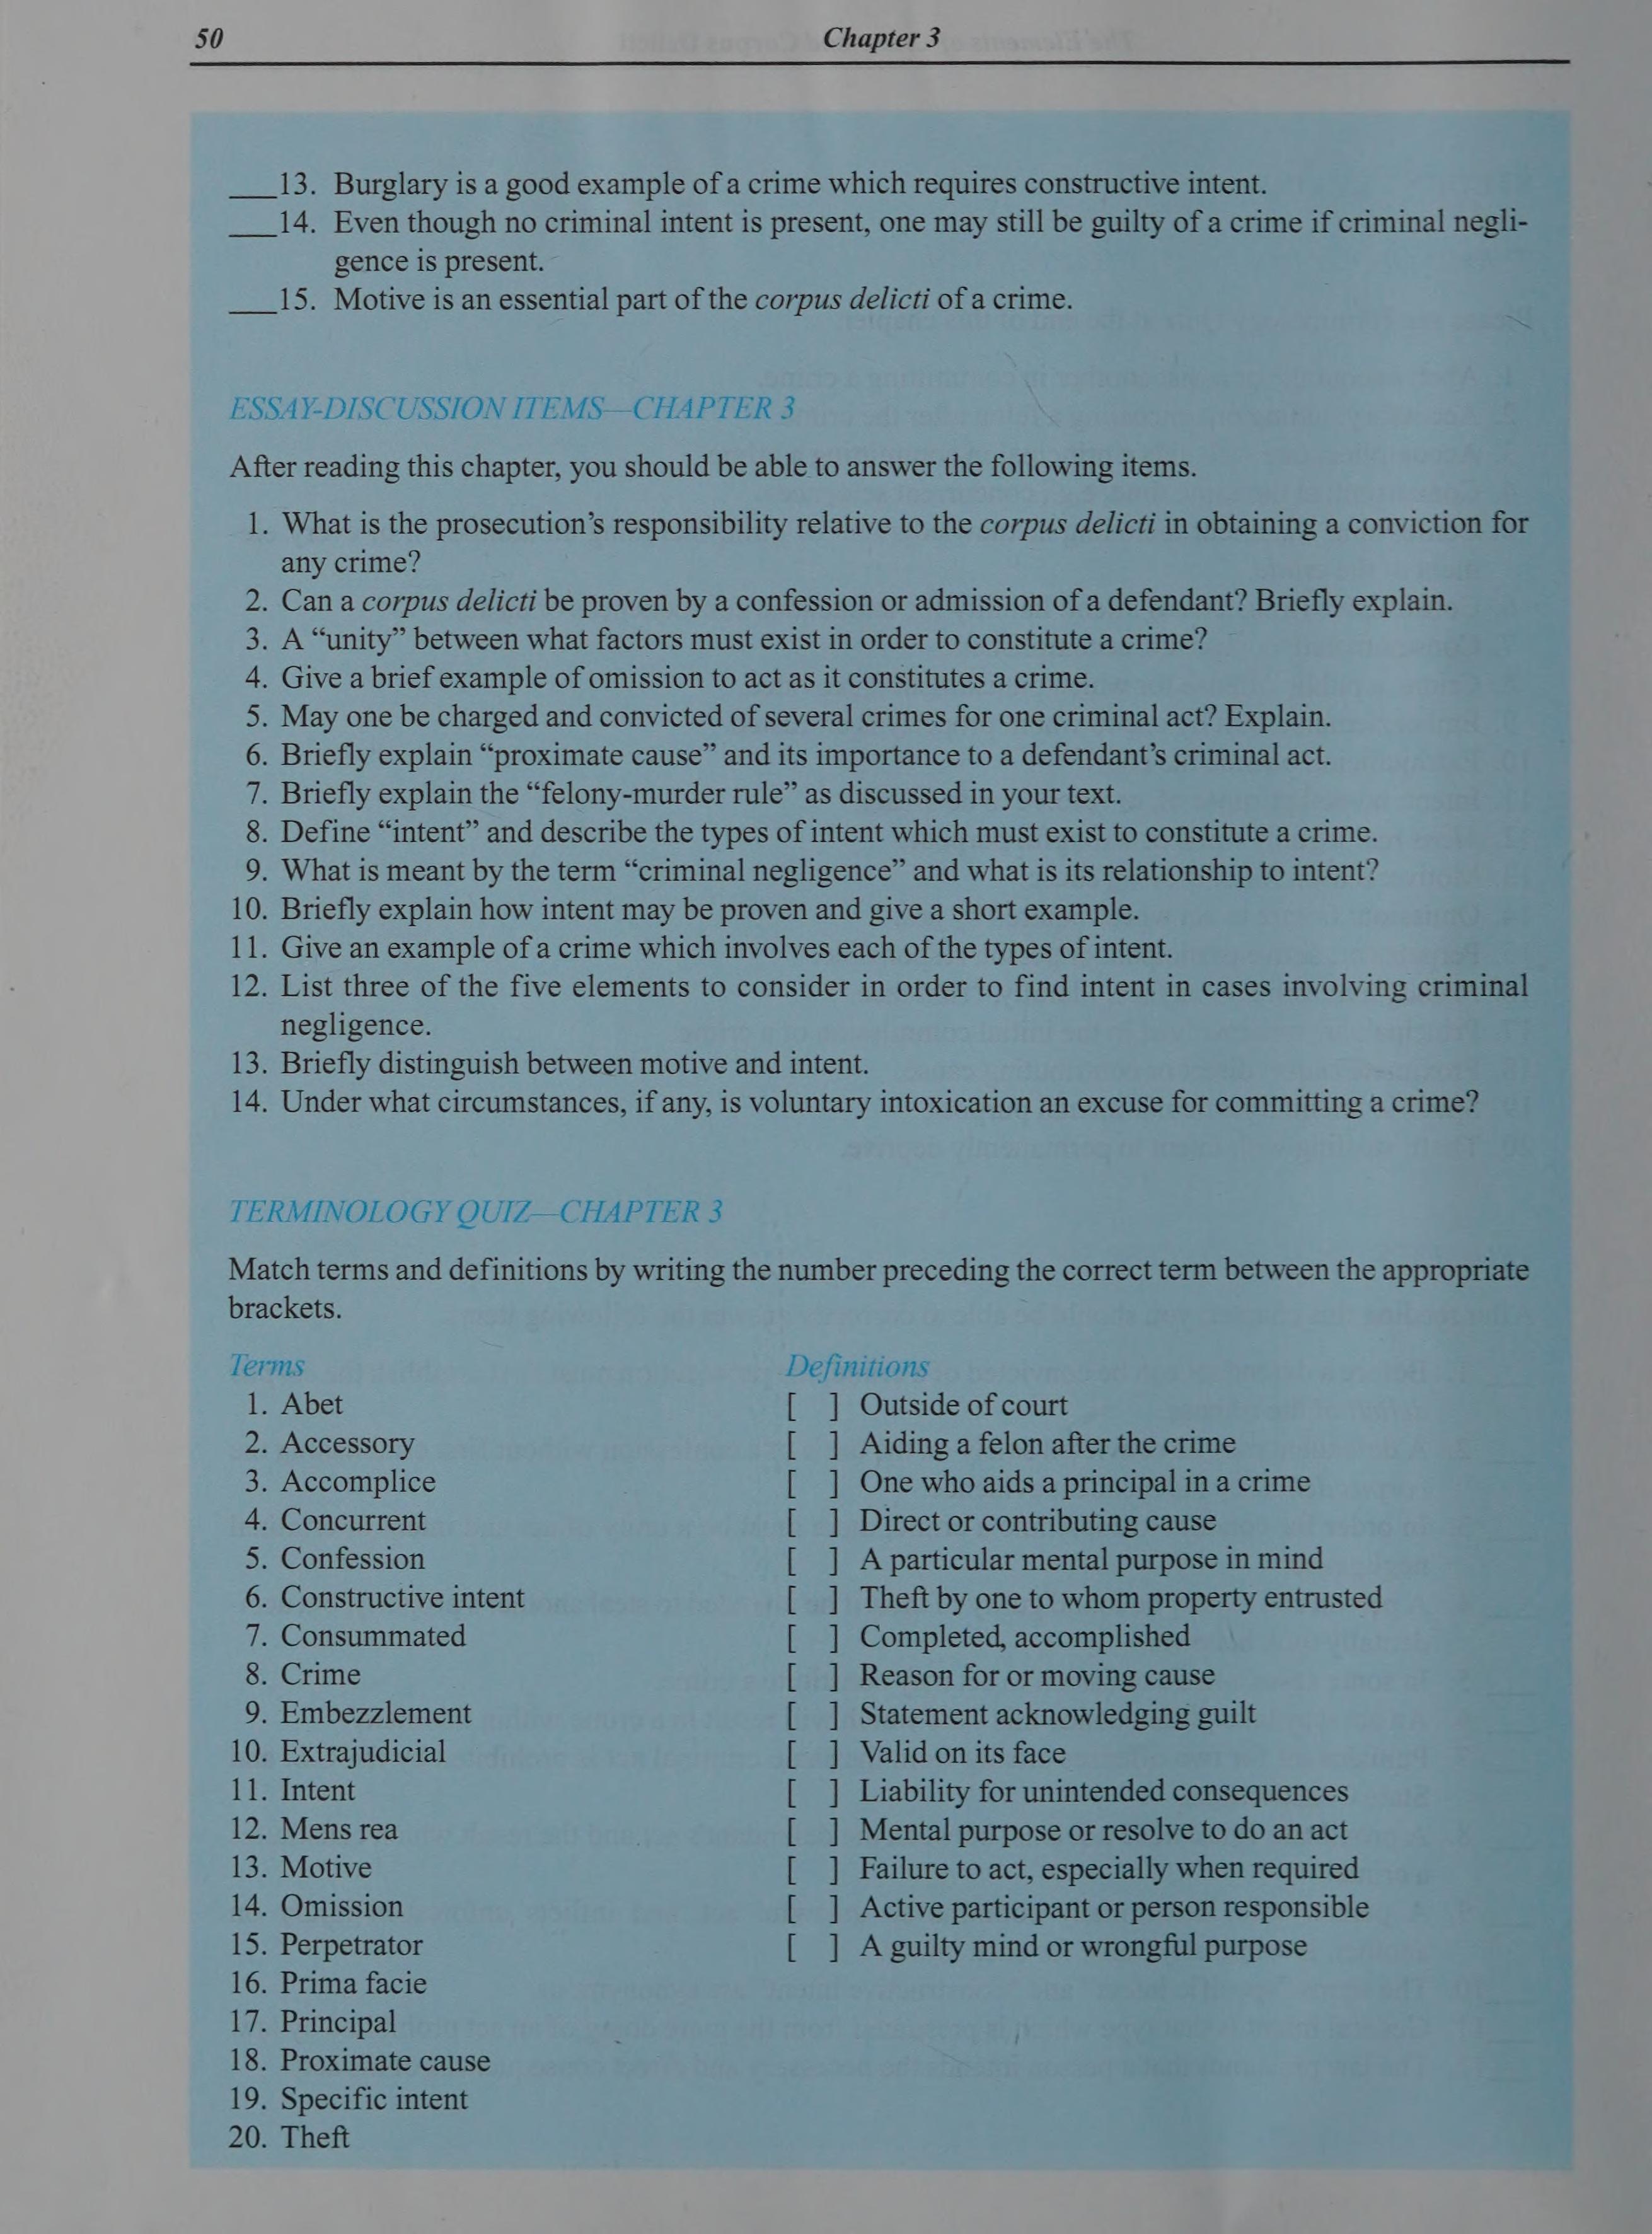 50 Chapter 3
___13. Burglary is a good example of a crime which requires constructive intent.
___14. Even though no criminal intent is present, one may still be guilty of a crime if criminal negli-
gence is present.
___15. Motive is an essential part of the corpus delicti of a crime.
ESSAY-DISCUSSION ITEMS—CHAPTER 3
After reading this chapter, you should be able to answer the following items.
1. What is the prosecution's responsibility relative to the corpus delicti in obtaining a conviction for
any crime?
2. Can a corpus delicti be proven by a confession or admission of a defendant? Briefly explain.
3. A “unity” between what factors must exist in order to constitute a crime?
4. Give a brief example of omission to act as it constitutes a crime.
5. May one be charged and convicted of several crimes for one criminal act? Explain.
6. Briefly explain “proximate cause” and its importance to a defendant's criminal act.
7. Briefly explain the “felony-murder rule” as discussed in your text.
8. Define “intent” and describe the types of intent which must exist to constitute a crime.
9. What is meant by the term “criminal negligence” and what is its relationship to intent?
10. Briefly explain how intent may be proven and give a short example.
11. Give an example of a crime which involves each of the types of intent.
12. List three of the five elements to consider in order to find intent in cases involving criminal
negligence.
13. Briefly distinguish between motive and intent.
14. Under what circumstances, if any, is voluntary intoxication an excuse for committing a crime?
TERMINOLOGY QUIZ—CHAPTER 3
Match terms and definitions by writing the number preceding the correct term between the appropriate
brackets.
Terms
1. Abet
2. Accessory
3. Accomplice
4. Concurrent
5. Confession
6. Constructive intent
7. Consummated
8. Crime
9. Embezzlement
10. Extrajudicial
11. Intent
12. Mens rea
13. Motive
14. Omission
15. Perpetrator
16. Prima facie
17. Principal
18. Proximate cause
19. Specific intent
20. Theft
Definitions
[ ] Outside of court
[ ] Aiding a felon after the crime
[ ] One who aids a principal in a crime
[ ] Direct or contributing cause
[ ] A particular mental purpose in mind
[ ] Theft by one to whom property entrusted
[ ] Completed, accomplished
[ ] Reason for or moving cause
[ ] Statement acknowledging guilt
[ ] Valid on its face
[ ] Liability for unintended consequences
[ ] Mental purpose or resolve to do an act
[ ] Failure to act, especially when required
[ ] Active participant or person responsible
[ ] A guilty mind or wrongful purpose